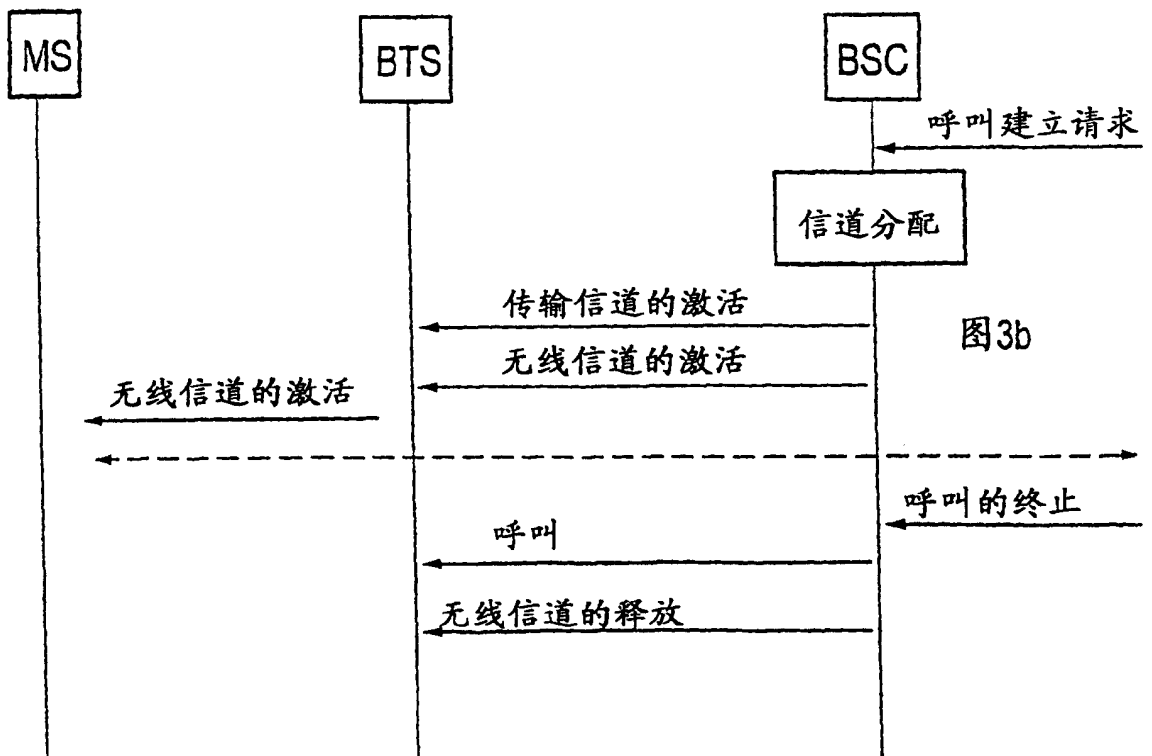 MS
BTS
BSC
呼叫建立请求
信道分配
传输信道的激活
图3b
无线信道的激活
无线信道的激活
呼叫的终止
呼叫
无线信道的释放